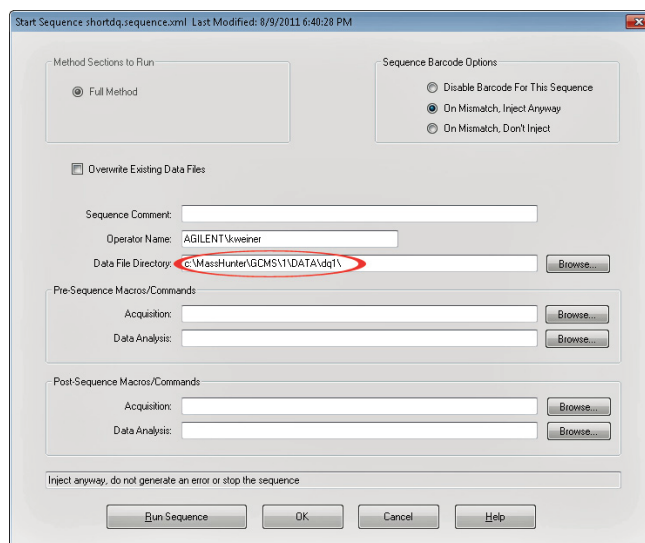 Start Sequence shortdq.sequence.xml Last Modified: 8/9/2011 6:40:28 PM
Method Sections to Run
Full Method
Sequence Barcode Options
Disable Barcode For This Sequence
On Mismatch, Inject Anyway
On Mismatch, Don't Inject
Overwrite Existing Data Files
Sequence Comment:
Operator Name: AGILENT\kweiner
Data File Directory: c:\MassHunter\GCMS\1\DATA\dq1\ Browse...
Pre-Sequence Macros/Commands
Acquisition: Browse...
Data Analysis: Browse...
Post-Sequence Macros/Commands
Acquisition: Browse...
Data Analysis: Browse...
Inject anyway, do not generate an error or stop the sequence
Run Sequence OK Cancel Help